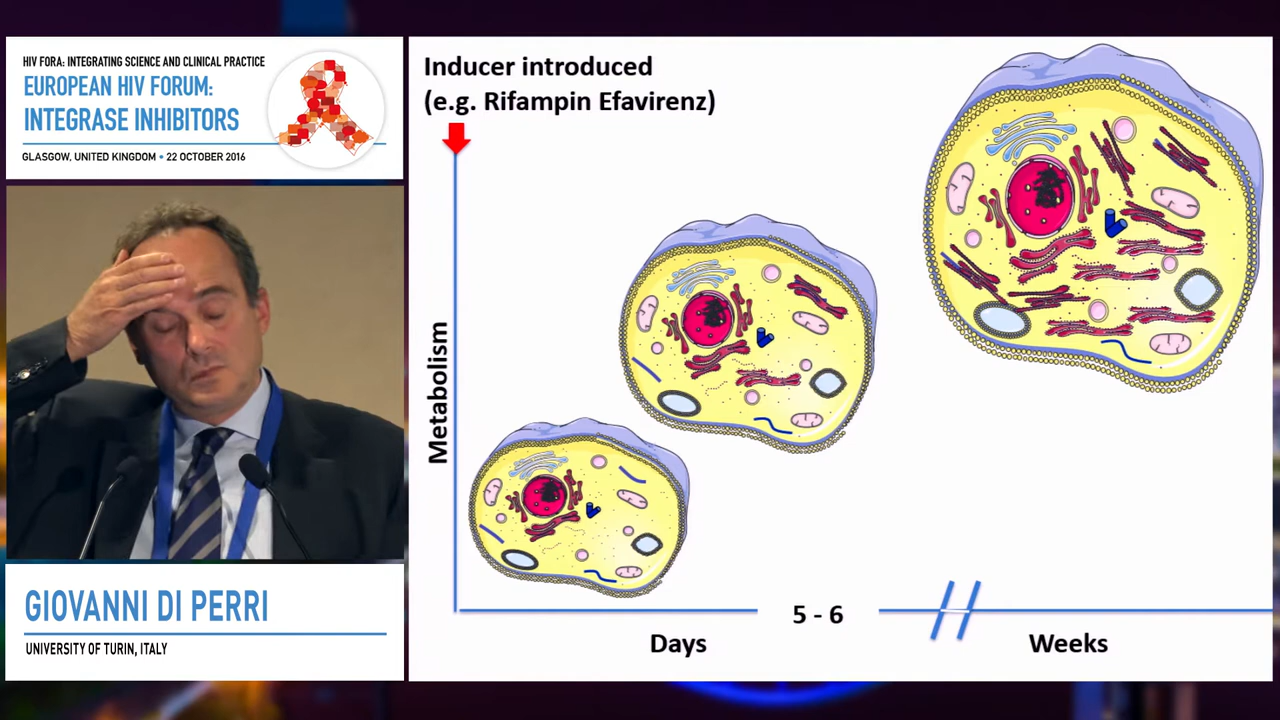 HIV FORA: INTEGRATING SCIENCE AND CLINICAL PRACTICE
EUROPEAN HIV FORUM:
INTEGRASE INHIBITORS
GLASGOW, UNITED KINGDOM • 22 OCTOBER 2016
GIOVANNI DI PERRI
UNIVERSITY OF TURIN, ITALY
Inducer introduced
(e.g. Rifampin Efavirenz)
Metabolism
5 - 6
Days
Weeks